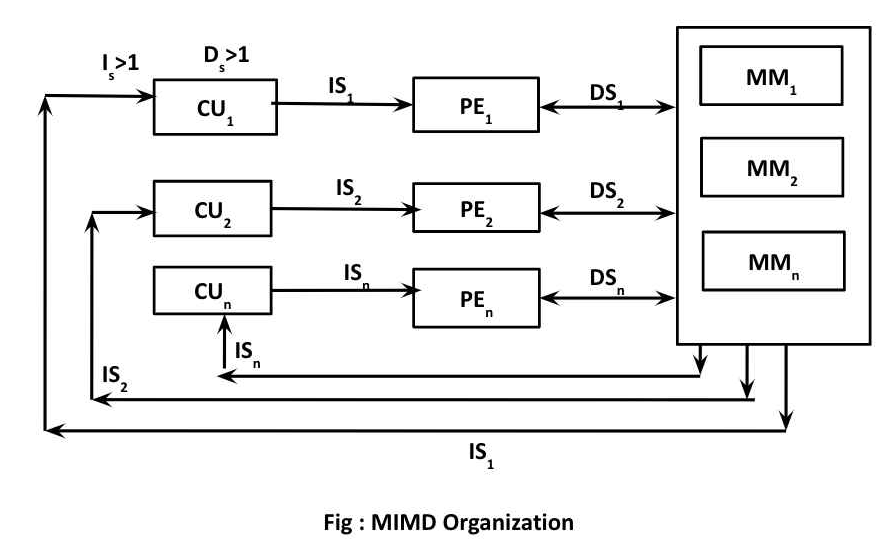 I_s>1
D_s>1
CU_1
IS_1
PE_1
DS_1
MM_1
CU_2
IS_2
PE_2
DS_2
MM_2
CU_n
IS_n
PE_n
DS_n
MM_n
IS_n
IS_2
IS_1
Fig : MIMD Organization